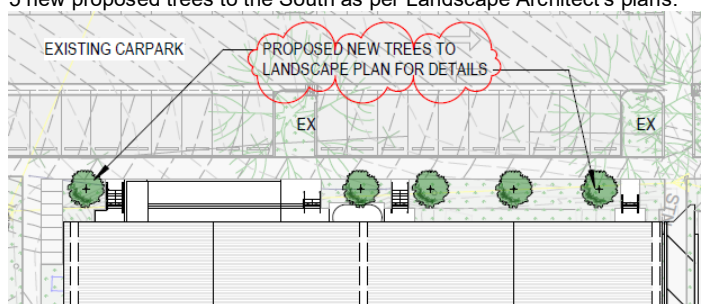 5 new proposed trees to the South as per Landscape Architect's plans.
EXISTING CARPARK
PROPOSED NEW TREES TO
LANDSCAPE PLAN FOR DETAILS
EX
EX